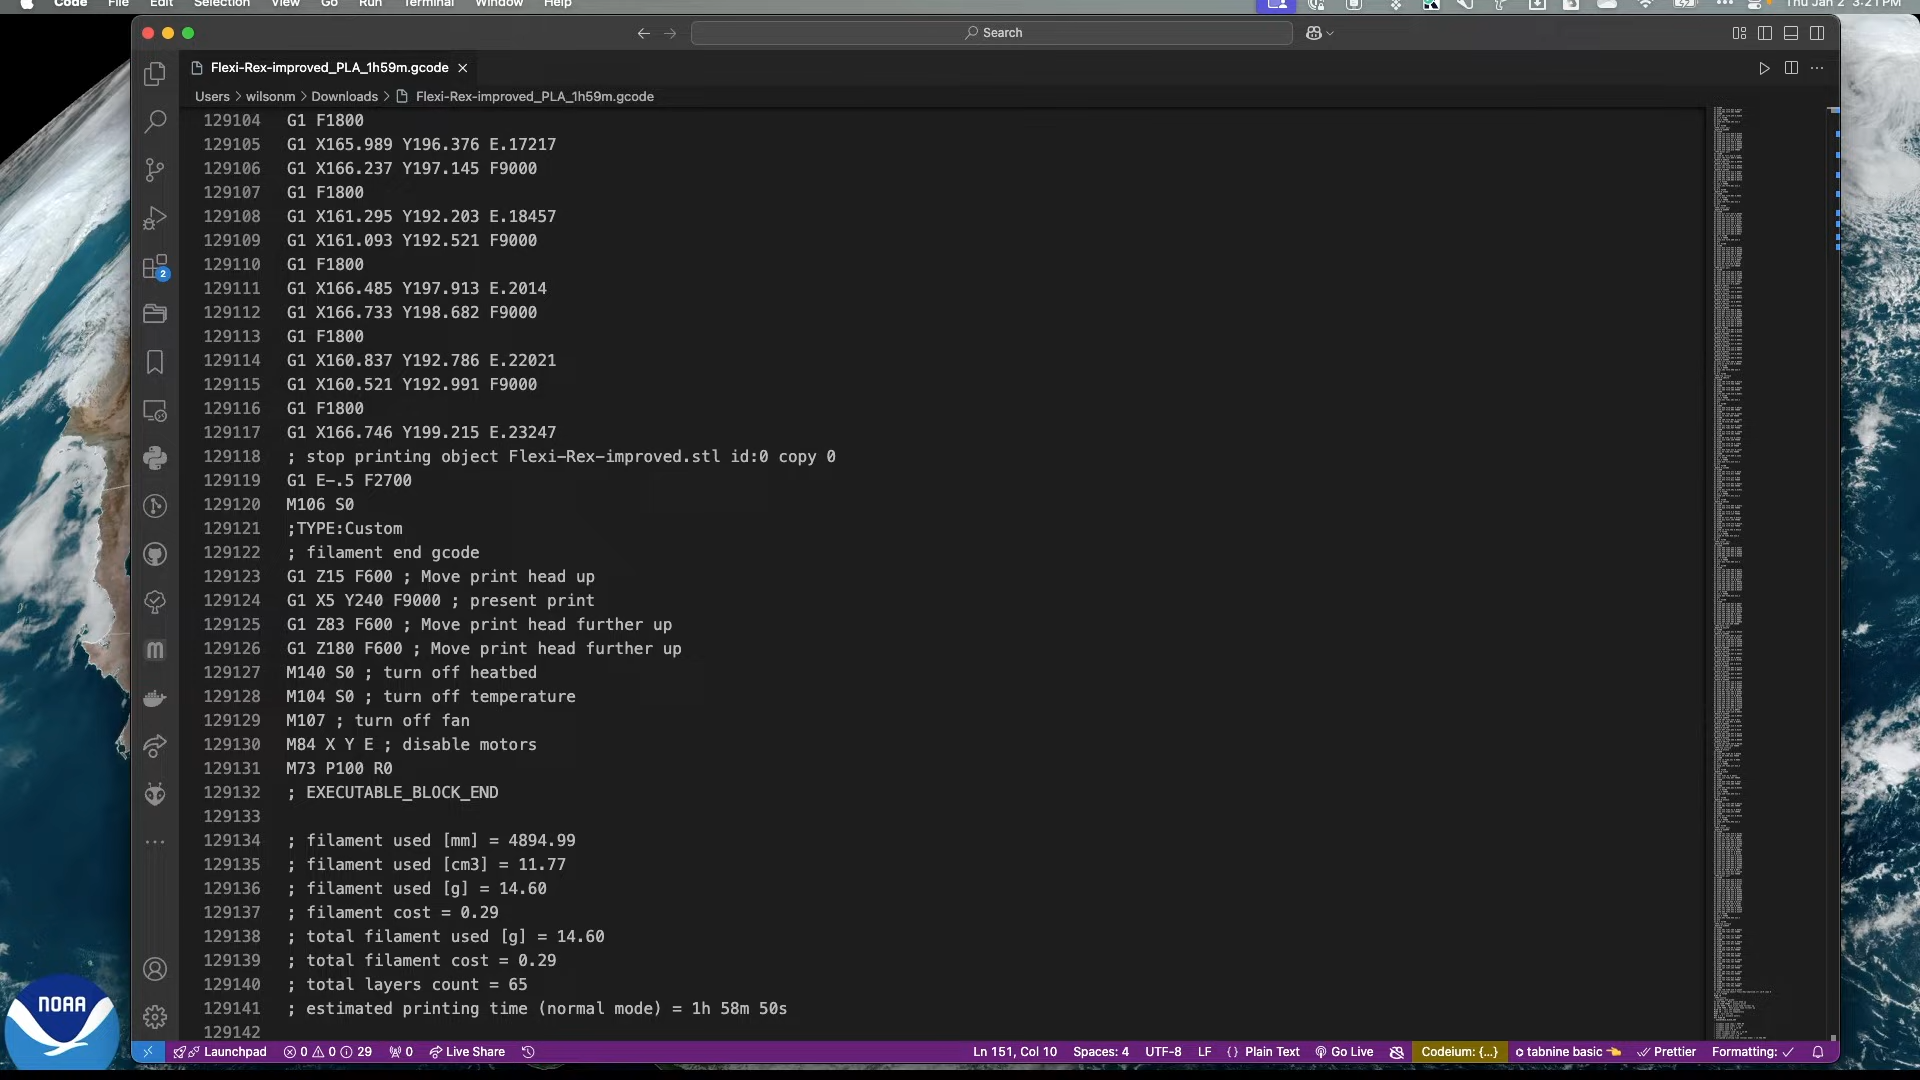 Code File Edit Selection View Go Run Terminal Window Help Thu Jan 2 3:21 PM
Search
Flexi-Rex-improved_PLA_1h59m.gcode
Users > wilsonm > Downloads > Flexi-Rex-improved_PLA_1h59m.gcode
129104 G1 F1800
129105 G1 X165.989 Y196.376 E.17217
129106 G1 X166.237 Y197.145 F9000
129107 G1 F1800
129108 G1 X161.295 Y192.203 E.18457
129109 G1 X161.093 Y192.521 F9000
129110 G1 F1800
129111 G1 X166.485 Y197.913 E.2014
129112 G1 X166.733 Y198.682 F9000
129113 G1 F1800
129114 G1 X160.837 Y192.786 E.22021
129115 G1 X160.521 Y192.991 F9000
129116 G1 F1800
129117 G1 X166.746 Y199.215 E.23247
129118 ; stop printing object Flexi-Rex-improved.stl id:0 copy 0
129119 G1 E-.5 F2700
129120 M106 S0
129121 ;TYPE:Custom
129122 ; filament end gcode
129123 G1 Z15 F600 ; Move print head up
129124 G1 X5 Y240 F9000 ; present print
129125 G1 Z83 F600 ; Move print head further up
129126 G1 Z180 F600 ; Move print head further up
129127 M140 S0 ; turn off heatbed
129128 M104 S0 ; turn off temperature
129129 M107 ; turn off fan
129130 M84 X Y E ; disable motors
129131 M73 P100 R0
129132 ; EXECUTABLE_BLOCK_END
129133
129134 ; filament used [mm] = 4894.99
129135 ; filament used [cm3] = 11.77
129136 ; filament used [g] = 14.60
129137 ; filament cost = 0.29
129138 ; total filament used [g] = 14.60
129139 ; total filament cost = 0.29
129140 ; total layers count = 65
129141 ; estimated printing time (normal mode) = 1h 58m 50s
129142
2
NOAA
Launchpad 0 0 29 0 Live Share Ln 151, Col 10 Spaces: 4 UTF-8 LF {} Plain Text Go Live Codeium: {...} tabnine basic Prettier Formatting: